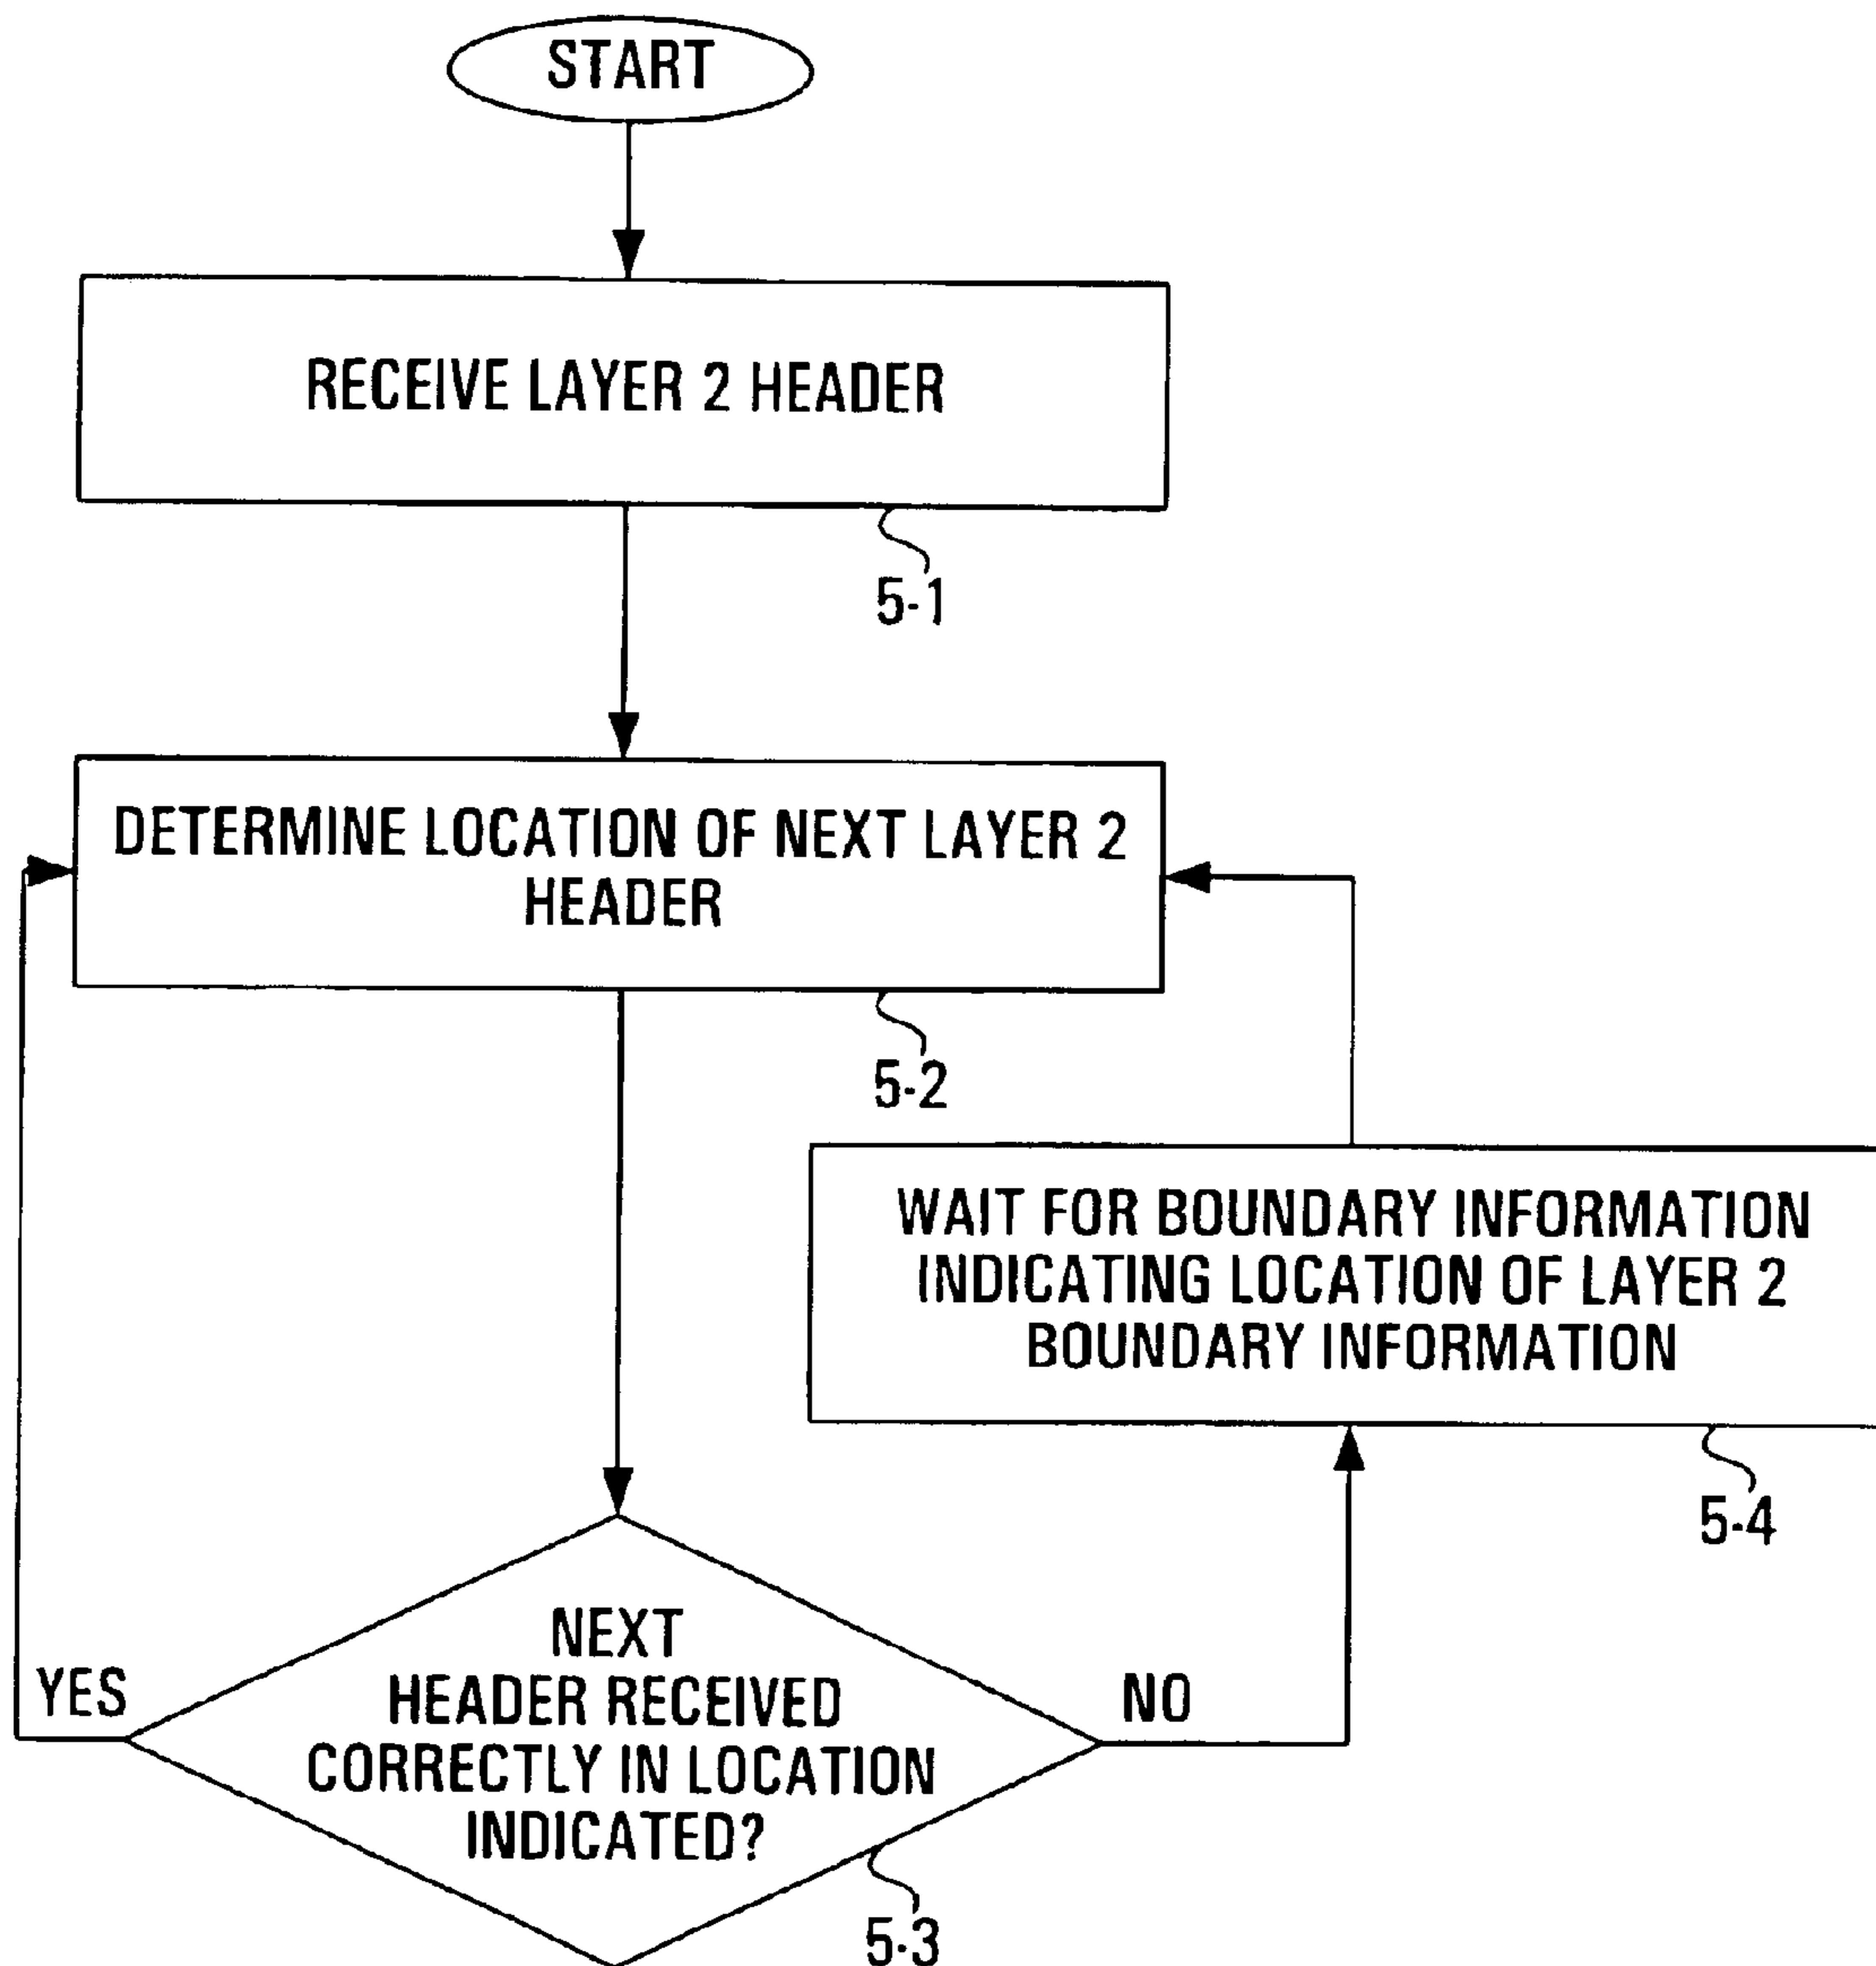 START
RECEIVE LAYER 2 HEADER
5-1
DETERMINE LOCATION OF NEXT LAYER 2
HEADER
5-2
WAIT FOR BOUNDARY INFORMATION
INDICATING LOCATION OF LAYER 2
BOUNDARY INFORMATION
5-4
NEXT
HEADER RECEIVED
CORRECTLY IN LOCATION
INDICATED?
YES
NO
5-3